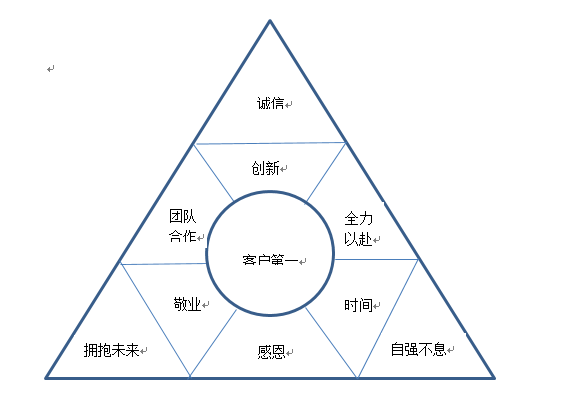 诚信
创新
团队
合作
全力
以赴
客户第一
敬业
时间
拥抱未来
感恩
自强不息